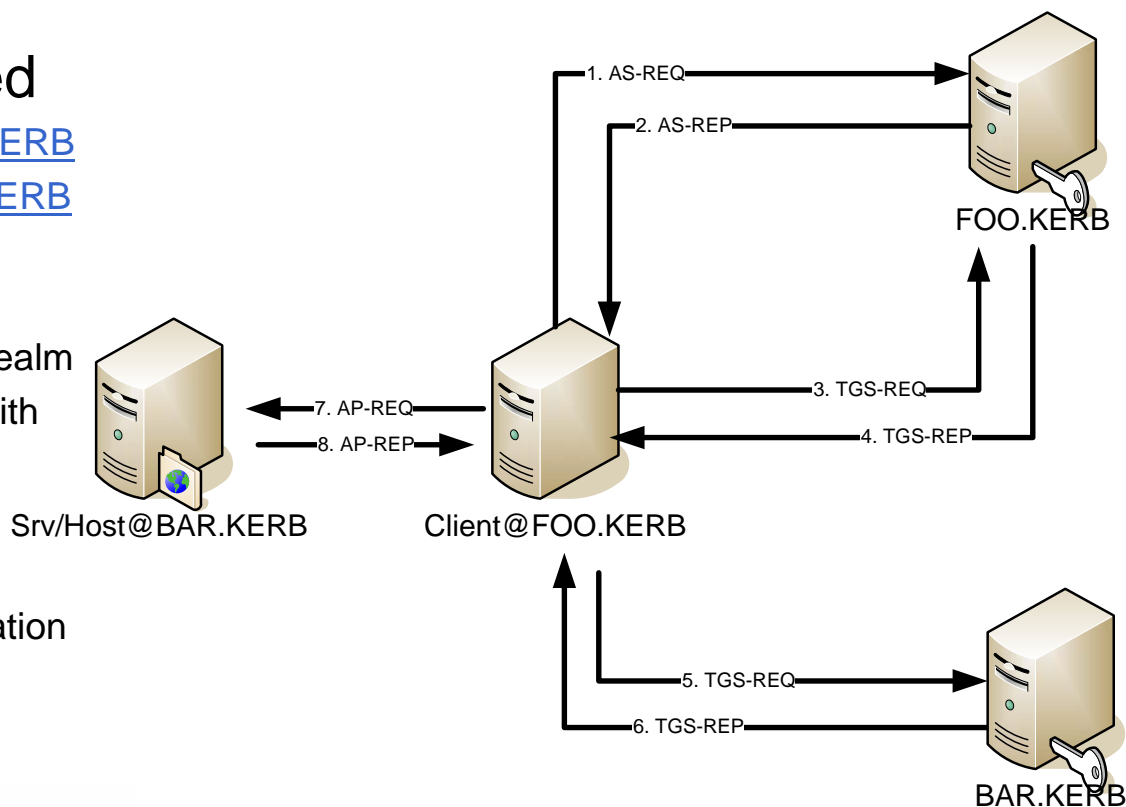 ed
ERB
ERB
ealm
ith
ation
1. AS-REQ
2. AS-REP
FOO.KERB
3. TGS-REQ
4. TGS-REP
7. AP-REQ
8. AP-REP
Srv/Host@BAR.KERB
Client@FOO.KERB
5. TGS-REQ
6. TGS-REP
BAR.KERB